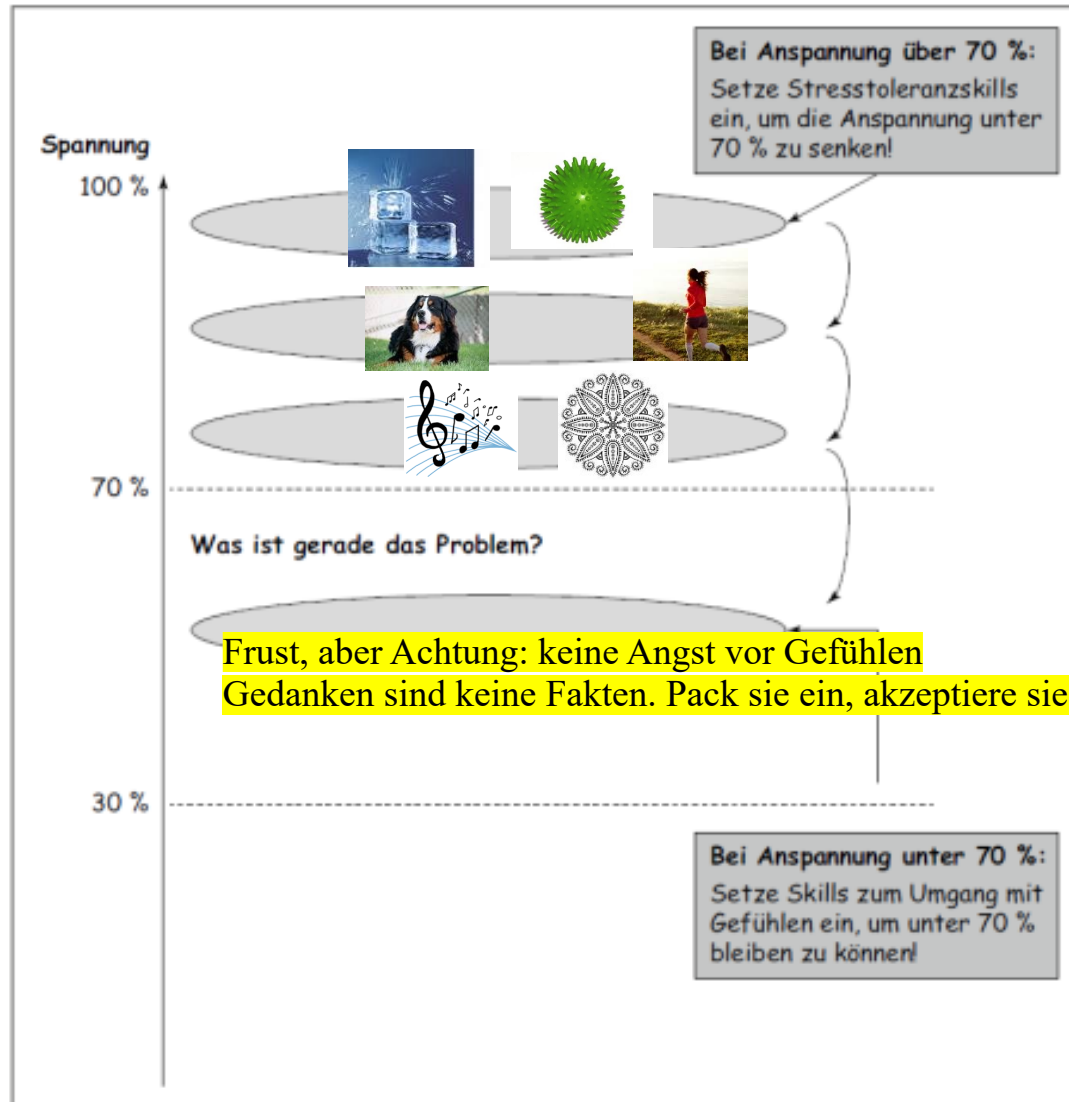 Bei Anspannung über 70 %:
Setze Stresstoleranzskills
ein, um die Anspannung unter
70 % zu senken!
Spannung
100 %
70 %
Was ist gerade das Problem?
Frust, aber Achtung: keine Angst vor Gefühlen
Gedanken sind keine Fakten. Pack sie ein, akzeptiere sie
30 %
Bei Anspannung unter 70 %:
Setze Skills zum Umgang mit
Gefühlen ein, um unter 70 %
bleiben zu können!